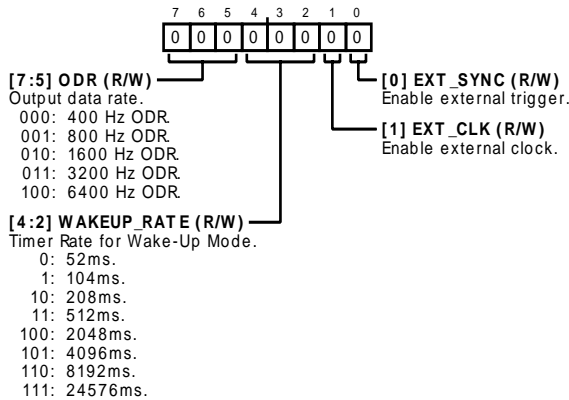 7 6 5 4 3 2 1 0
0 0 0 0 0 0 0 0
[7:5] ODR (R/W)
Output data rate.
000: 400 Hz ODR.
001: 800 Hz ODR.
010: 1600 Hz ODR.
011: 3200 Hz ODR.
100: 6400 Hz ODR.
[4:2] WAKEUP_RATE (R/W)
Timer Rate for Wake-Up Mode.
0: 52ms.
1: 104ms.
10: 208ms.
11: 512ms.
100: 2048ms.
101: 4096ms.
110: 8192ms.
111: 24576ms.
[0] EXT_SYNC (R/W)
Enable external trigger.
[1] EXT_CLK (R/W)
Enable external clock.